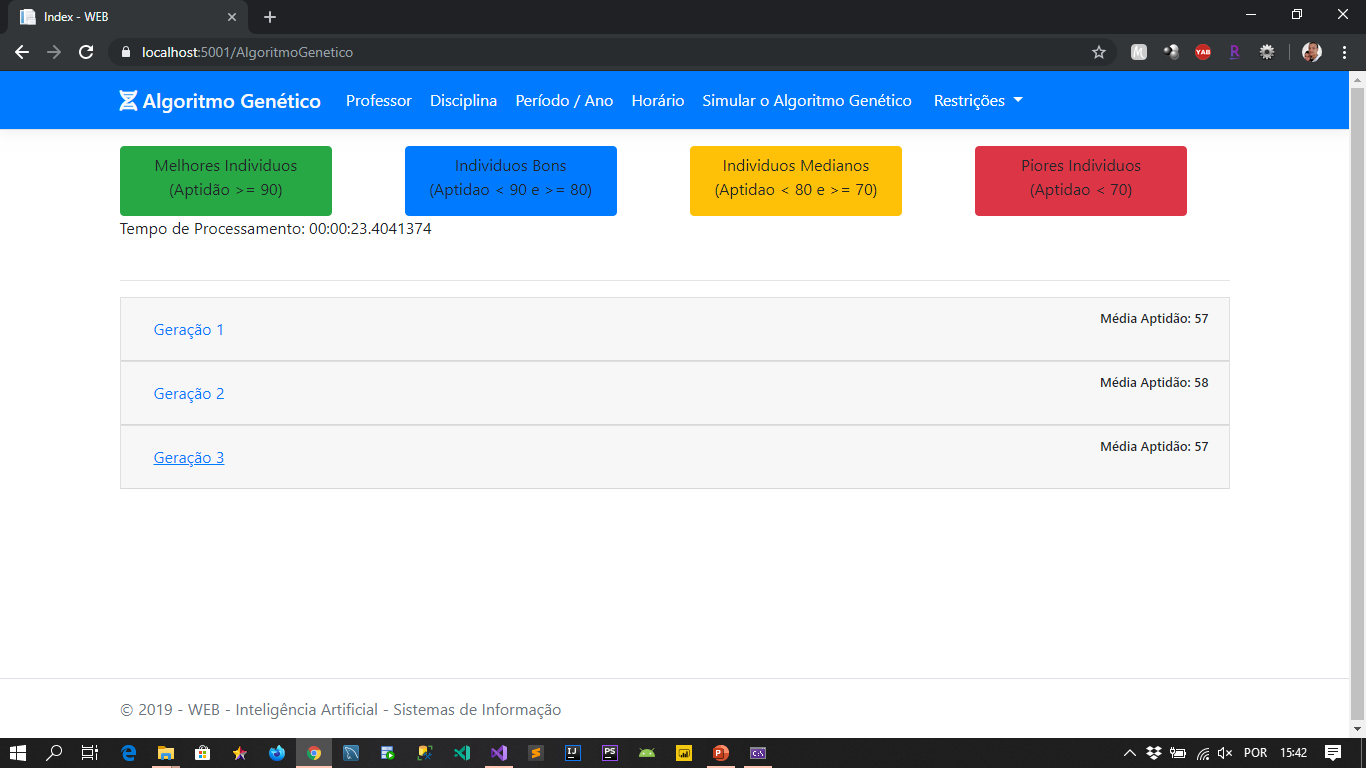 Index - WEB
localhost:5001/AlgoritmoGenetico
M YAB R
Algoritmo Genético Professor Disciplina Período / Ano Horário Simular o Algoritmo Genético Restrições
Melhores Individuos
(Aptidão >= 90)
Individuos Bons
(Aptidao < 90 e >= 80)
Individuos Medianos
(Aptidao < 80 e >= 70)
Piores Individuos
(Aptidao < 70)
Tempo de Processamento: 00:00:23.4041374
Geração 1
Média Aptidão: 57
Geração 2
Média Aptidão: 58
Geração 3
Média Aptidão: 57
© 2019 - WEB - Inteligência Artificial - Sistemas de Informação
IJ PS POR 15:42